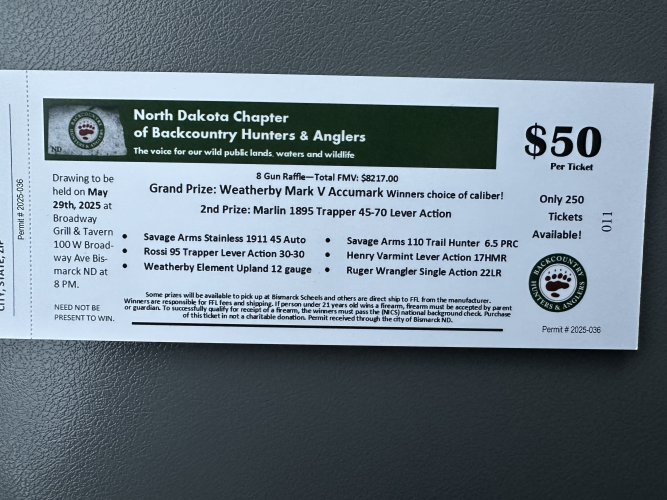 CITY, STATE, ZIP
Permit # 2025-036
ND
North Dakota Chapter
of Backcountry Hunters & Anglers
The voice for our wild public lands, waters and wildlife
$50
Per Ticket
Drawing to be
held on May
29th, 2025 at
Broadway
Grill & Tavern
100 W Broad-
way Ave Bis-
marck ND at
8 PM.
NEED NOT BE
PRESENT TO WIN.
8 Gun Raffle—Total FMV: $8217.00
Grand Prize: Weatherby Mark V Accumark Winners choice of caliber!
2nd Prize: Marlin 1895 Trapper 45-70 Lever Action
• Savage Arms Stainless 1911 45 Auto
• Rossi 95 Trapper Lever Action 30-30
• Weatherby Element Upland 12 gauge
• Savage Arms 110 Trail Hunter 6.5 PRC
• Henry Varmint Lever Action 17HMR
• Ruger Wrangler Single Action 22LR
Some prizes will be available to pick up at Bismarck Scheels and others are direct ship to FFL from the manufacturer.
Winners are responsible for FFL fees and shipping. If person under 21 years old wins a firearm, firearm must be accepted by parent
or guardian. To successfully qualify for receipt of a firearm, the winners must pass the (NICS) national background check. Purchase
of this ticket in not a charitable donation. Permit received through the city of Bismarck ND.
Only 250
Tickets
Available!
011
BACKCOUNTRY
HUNTERS & ANGLERS
Permit # 2025-036